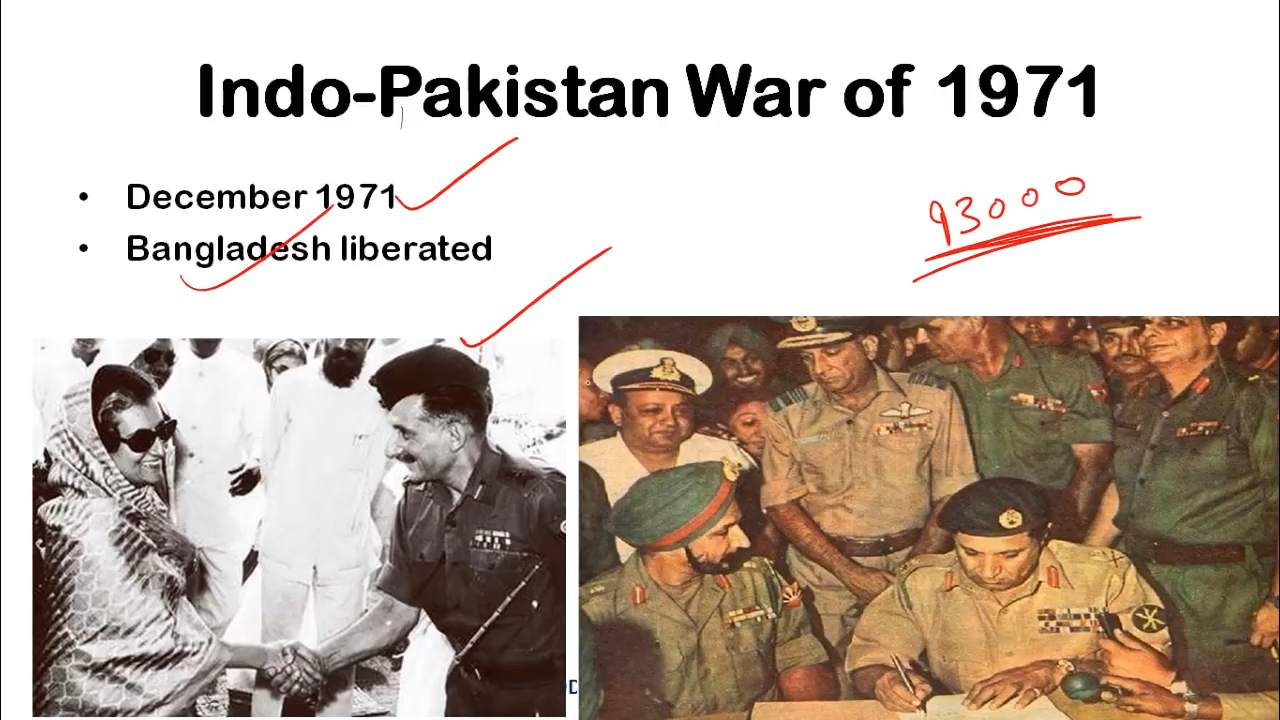 Indo-Pakistan War of 1971
• December 1971
• Bangladesh liberated
93000